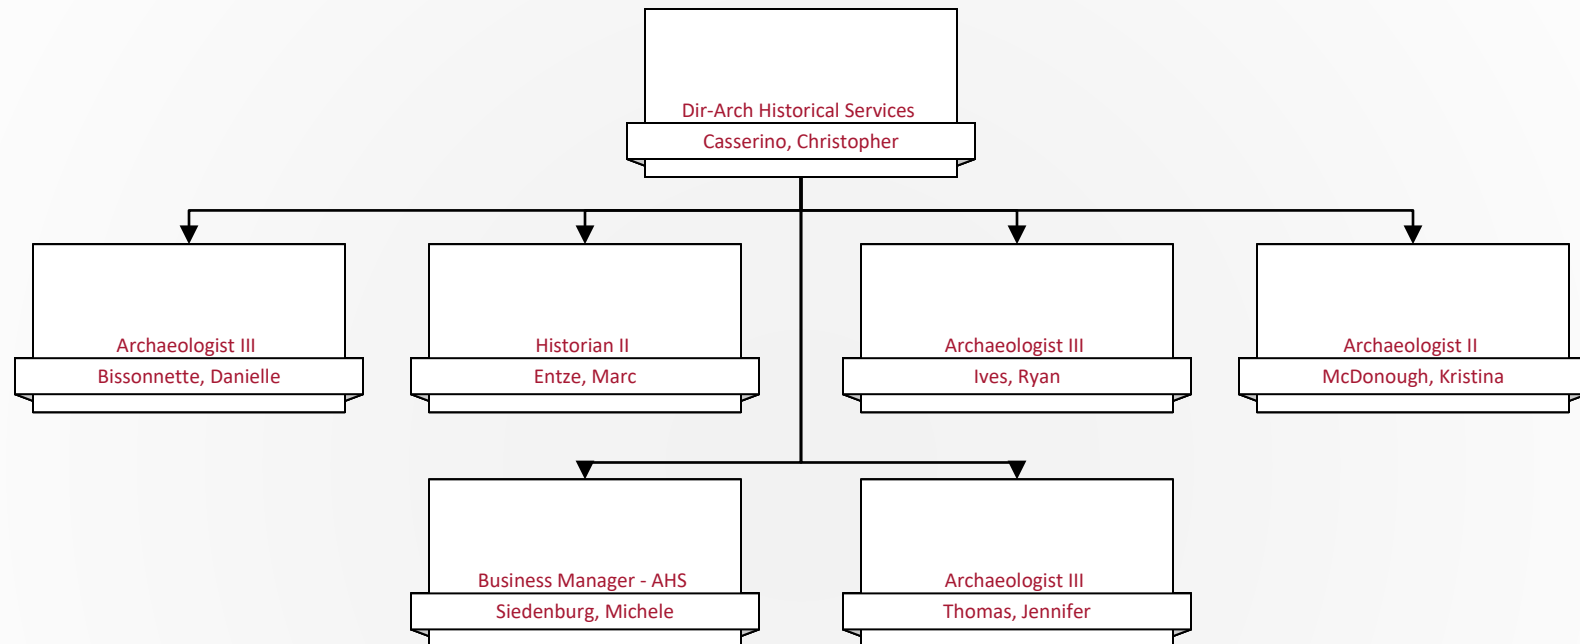 Dir-Arch Historical Services
Casserino, Christopher
Archaeologist III
Bissonnette, Danielle
Historian II
Entze, Marc
Archaeologist III
Ives, Ryan
Archaeologist II
McDonough, Kristina
Business Manager - AHS
Siedenburg, Michele
Archaeologist III
Thomas, Jennifer